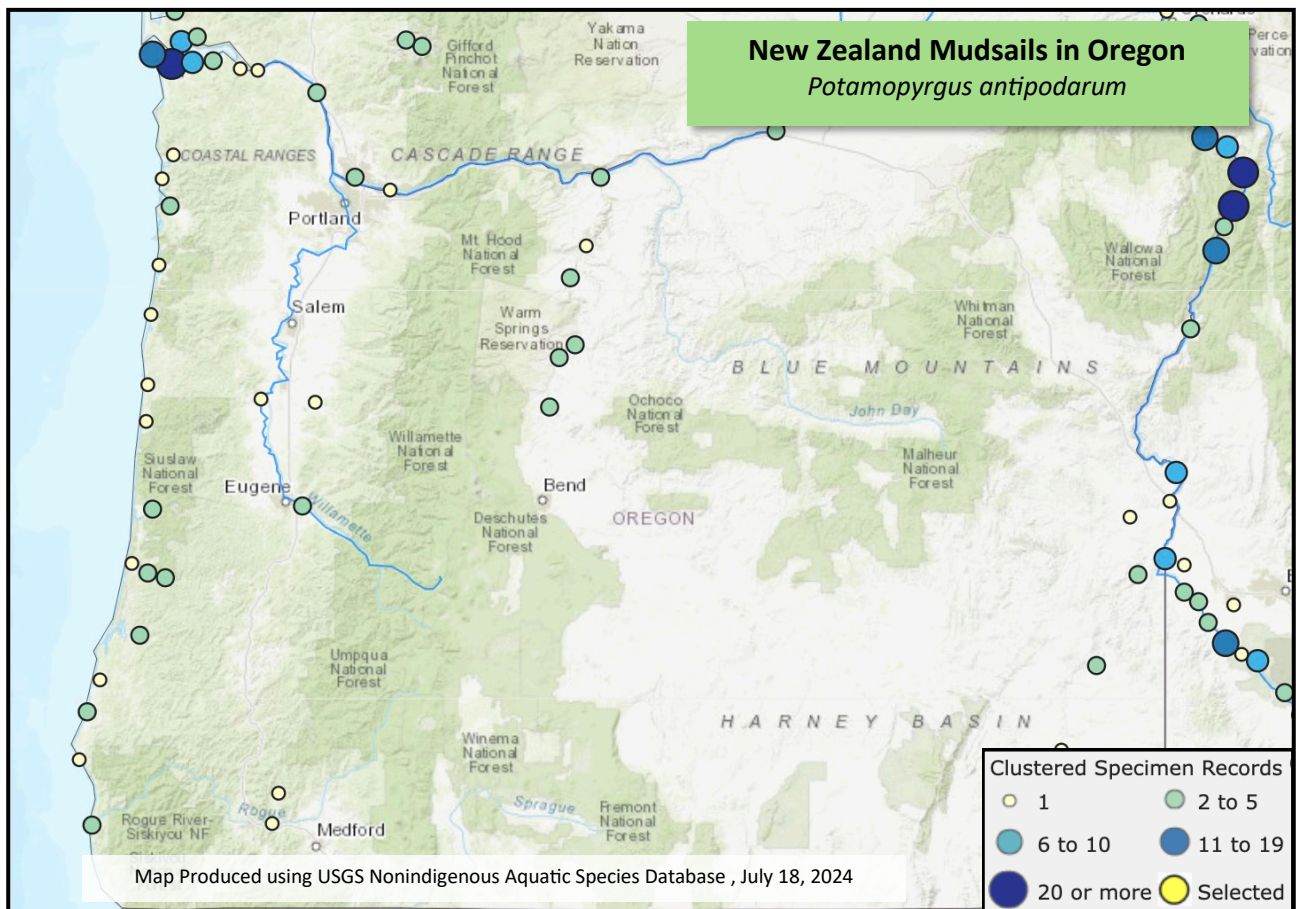 Yakama
Nation
Reservation
Gifford
Pinchot
National
Forest
New Zealand Mudsails in Oregon
Potamopyrgus antipodarum
COASTAL RANGES
CASCADE RANGE
Portland
Mt Hood
National
Forest
Wallowa
National
Forest
Salem
Warm
Springs
Reservation
Whitman
National
Forest
BLUE MOUNTAINS
Ochoco
National
Forest
John Day
Willamette
National
Forest
Malheur
National
Forest
Siuslaw
National
Forest
Eugene
Willamette
Bend
Deschutes
National
Forest
OREGON
Umpqua
National
Forest
HARNEY BASIN
Winema
National
Forest
Rogue
Rogue River-
Siskiyou NF
Medford
Sprague
Fremont
National
Forest
Map Produced using USGS Nonindigenous Aquatic Species Database , July 18, 2024
Clustered Specimen Records
1
2 to 5
6 to 10
11 to 19
20 or more
Selected